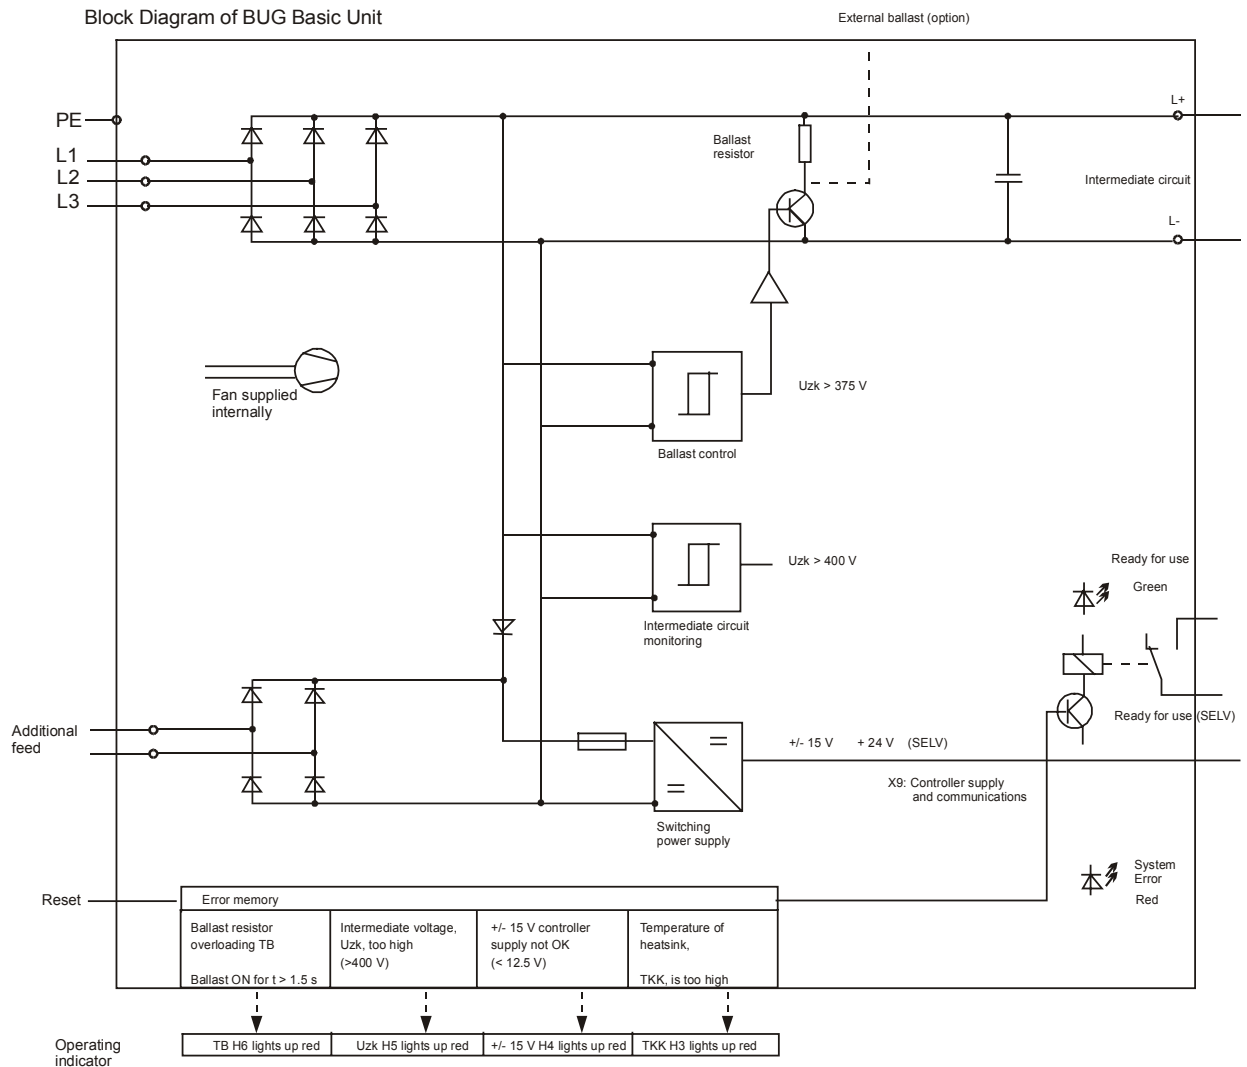 Block Diagram of BUG Basic Unit
External ballast (option)
PE
L1
L2
L3
Ballast
resistor
L+
Intermediate circuit
L-
Fan supplied
internally
Uzk > 375 V
Ballast control
Uzk > 400 V
Intermediate circuit
monitoring
Ready for use
Green
Ready for use (SELV)
Additional
feed
+/- 15 V + 24 V (SELV)
X9: Controller supply
and communications
Switching
power supply
System
Error
Red
Reset
Error memory
Ballast resistor
overloading TB
Ballast ON for t > 1.5 s
Intermediate voltage,
Uzk, too high
(>400 V)
+/- 15 V controller
supply not OK
(< 12.5 V)
Temperature of
heatsink,
TKK, is too high
Operating
indicator
TB H6 lights up red
Uzk H5 lights up red
+/- 15 V H4 lights up red
TKK H3 lights up red